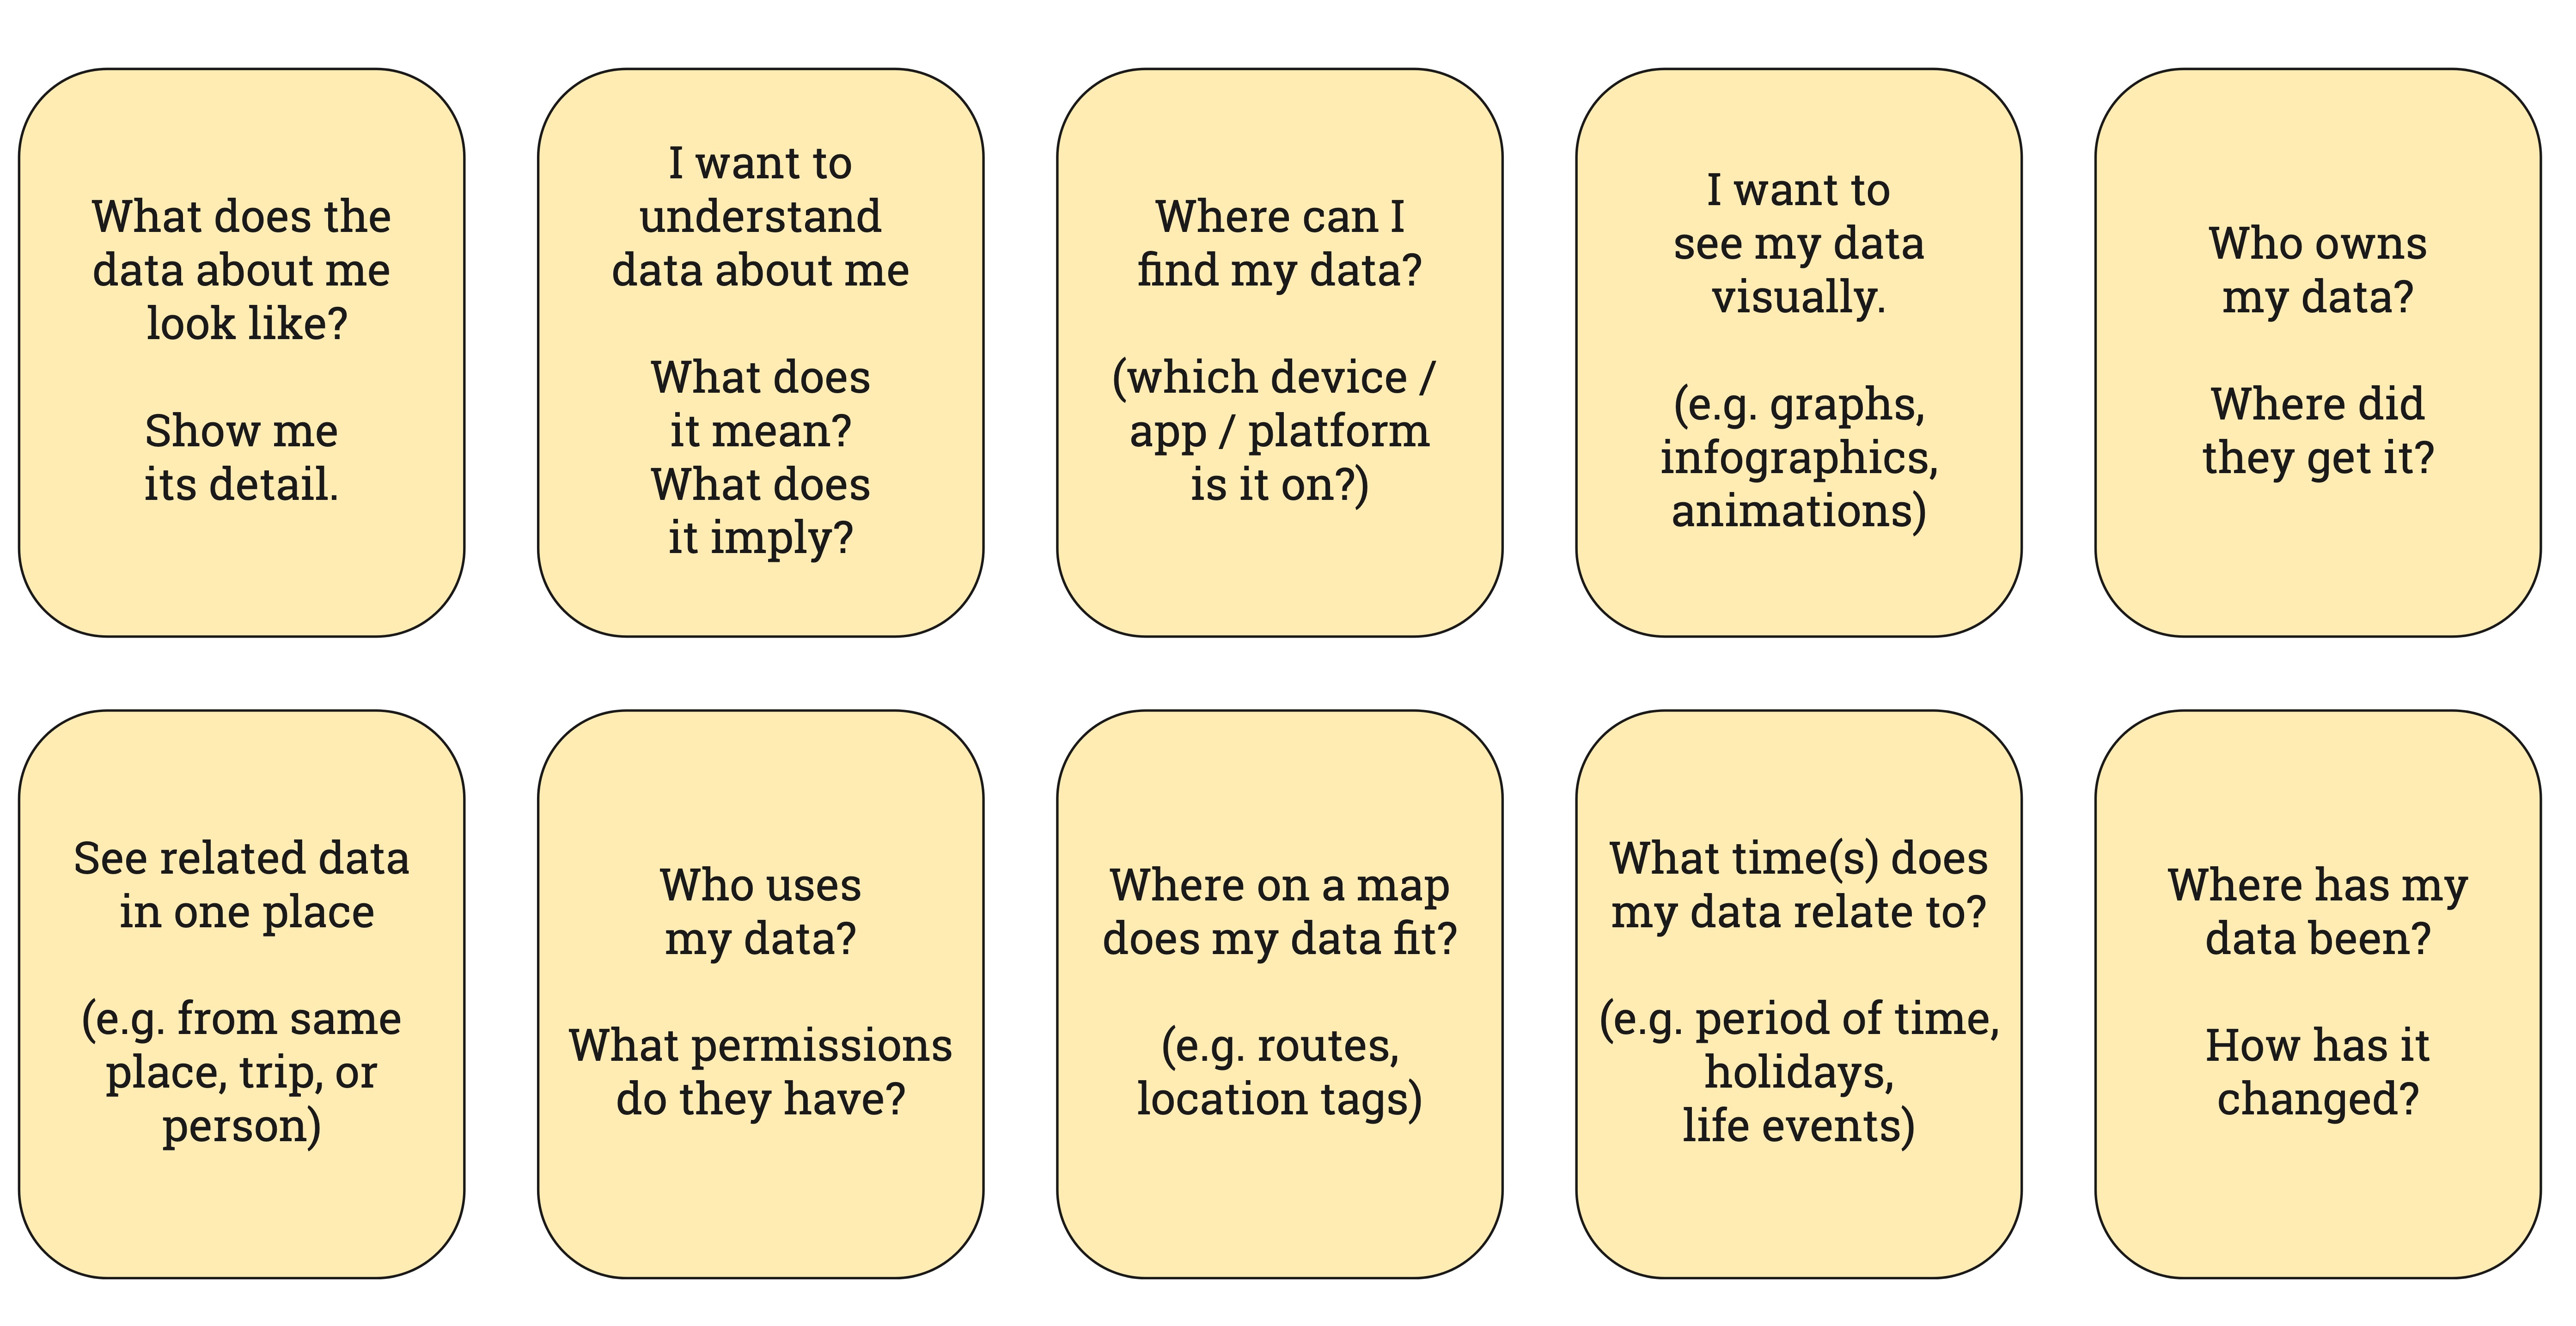 What does the
data about me
look like?
Show me
its detail.
I want to
understand
data about me
What does
it mean?
What does
it imply?
Where can I
find my data?
(which device /
app / platform
is it on?)
I want to
see my data
visually.
(e.g. graphs,
infographics,
animations)
Who owns
my data?
Where did
they get it?
See related data
in one place
(e.g. from same
place, trip, or
person)
Who uses
my data?
What permissions
do they have?
Where on a map
does my data fit?
(e.g. routes,
location tags)
What time(s) does
my data relate to?
(e.g. period of time,
holidays,
life events)
Where has my
data been?
How has it
changed?